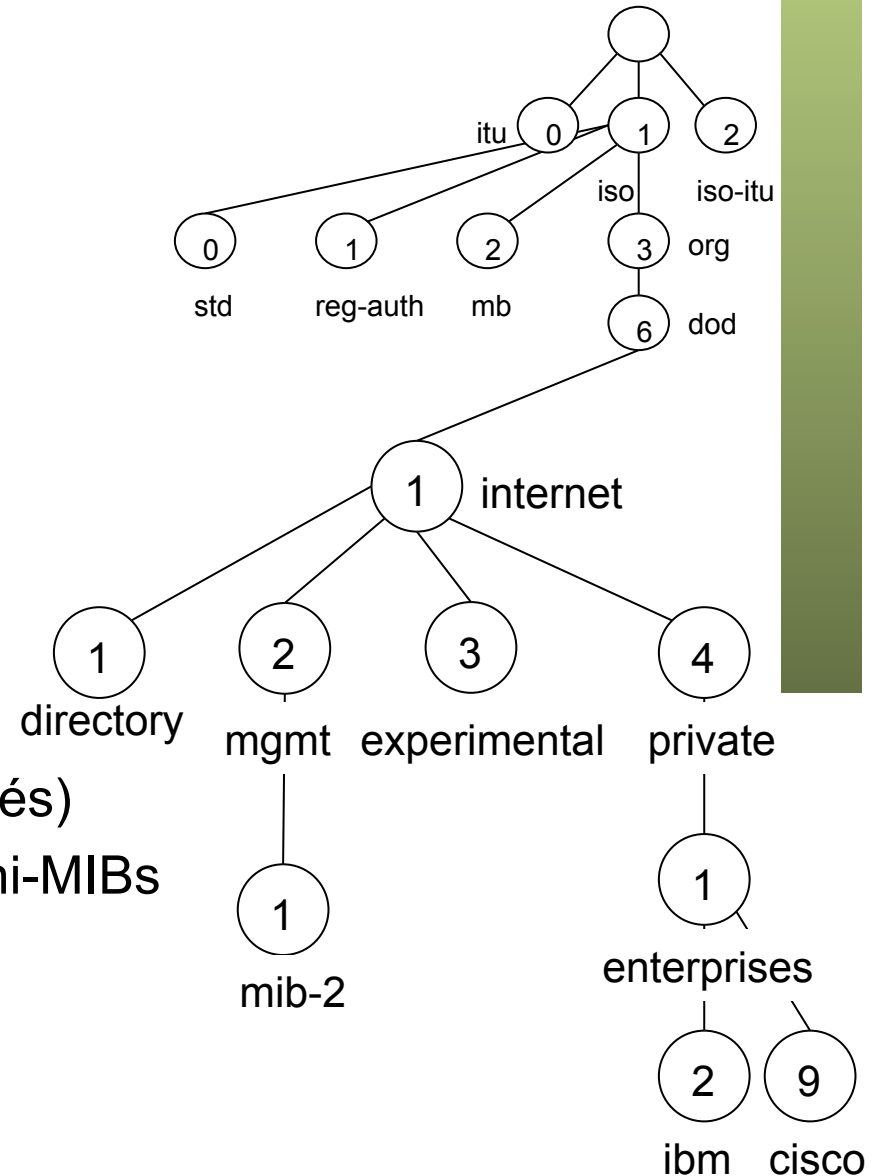 itu 0 1 2
iso iso-itu
0 1 2 3 org
std reg-auth mb
6 dod
1 internet
1 2 3 4
directory
mgmt experimental private
és)
ni-MIBs
1 1
mib-2 enterprises
2 9
ibm cisco